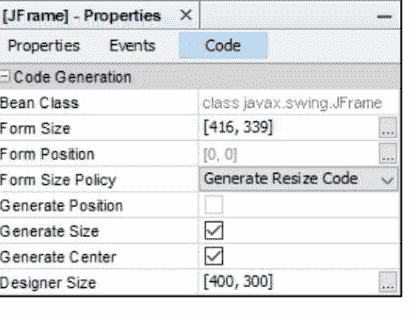 [JFrame] - Properties ×
Properties Events Code
Code Generation
Bean Class class javax.swing.JFrame
Form Size [416, 339] ...
Form Position [0, 0] ...
Form Size Policy Generate Resize Code
Generate Position
Generate Size
Generate Center
Designer Size [400, 300] ...